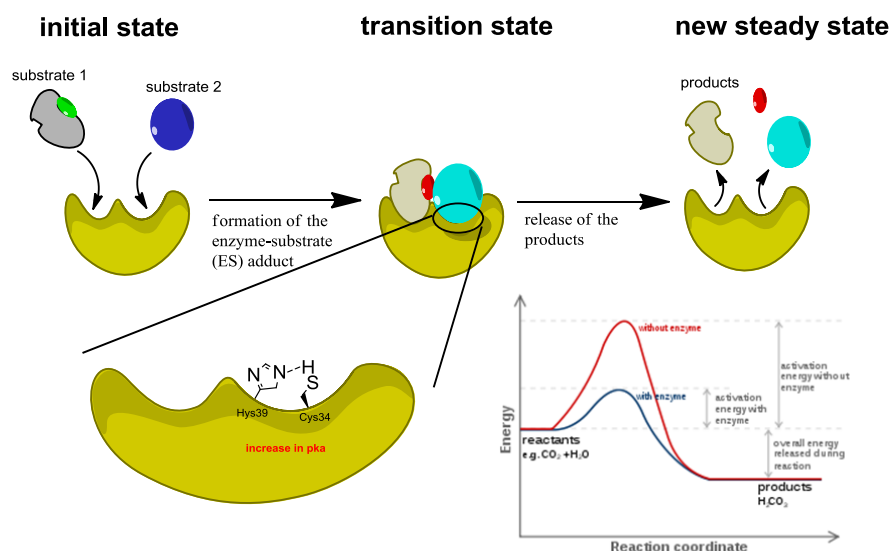 initial state
transition state
new steady state
substrate 1
substrate 2
products
formation of the
enzyme-substrate
(ES) adduct
release of the
products
N
N
H
S
Hys39
Cys34
increase in pka
without enzyme
with enzyme
activation
energy without
enzyme
activation
energy with
enzyme
overall energy
released during
reaction
Energy
reactants
e.g. CO₂ +H₂O
products
H₂CO₃
Reaction coordinate